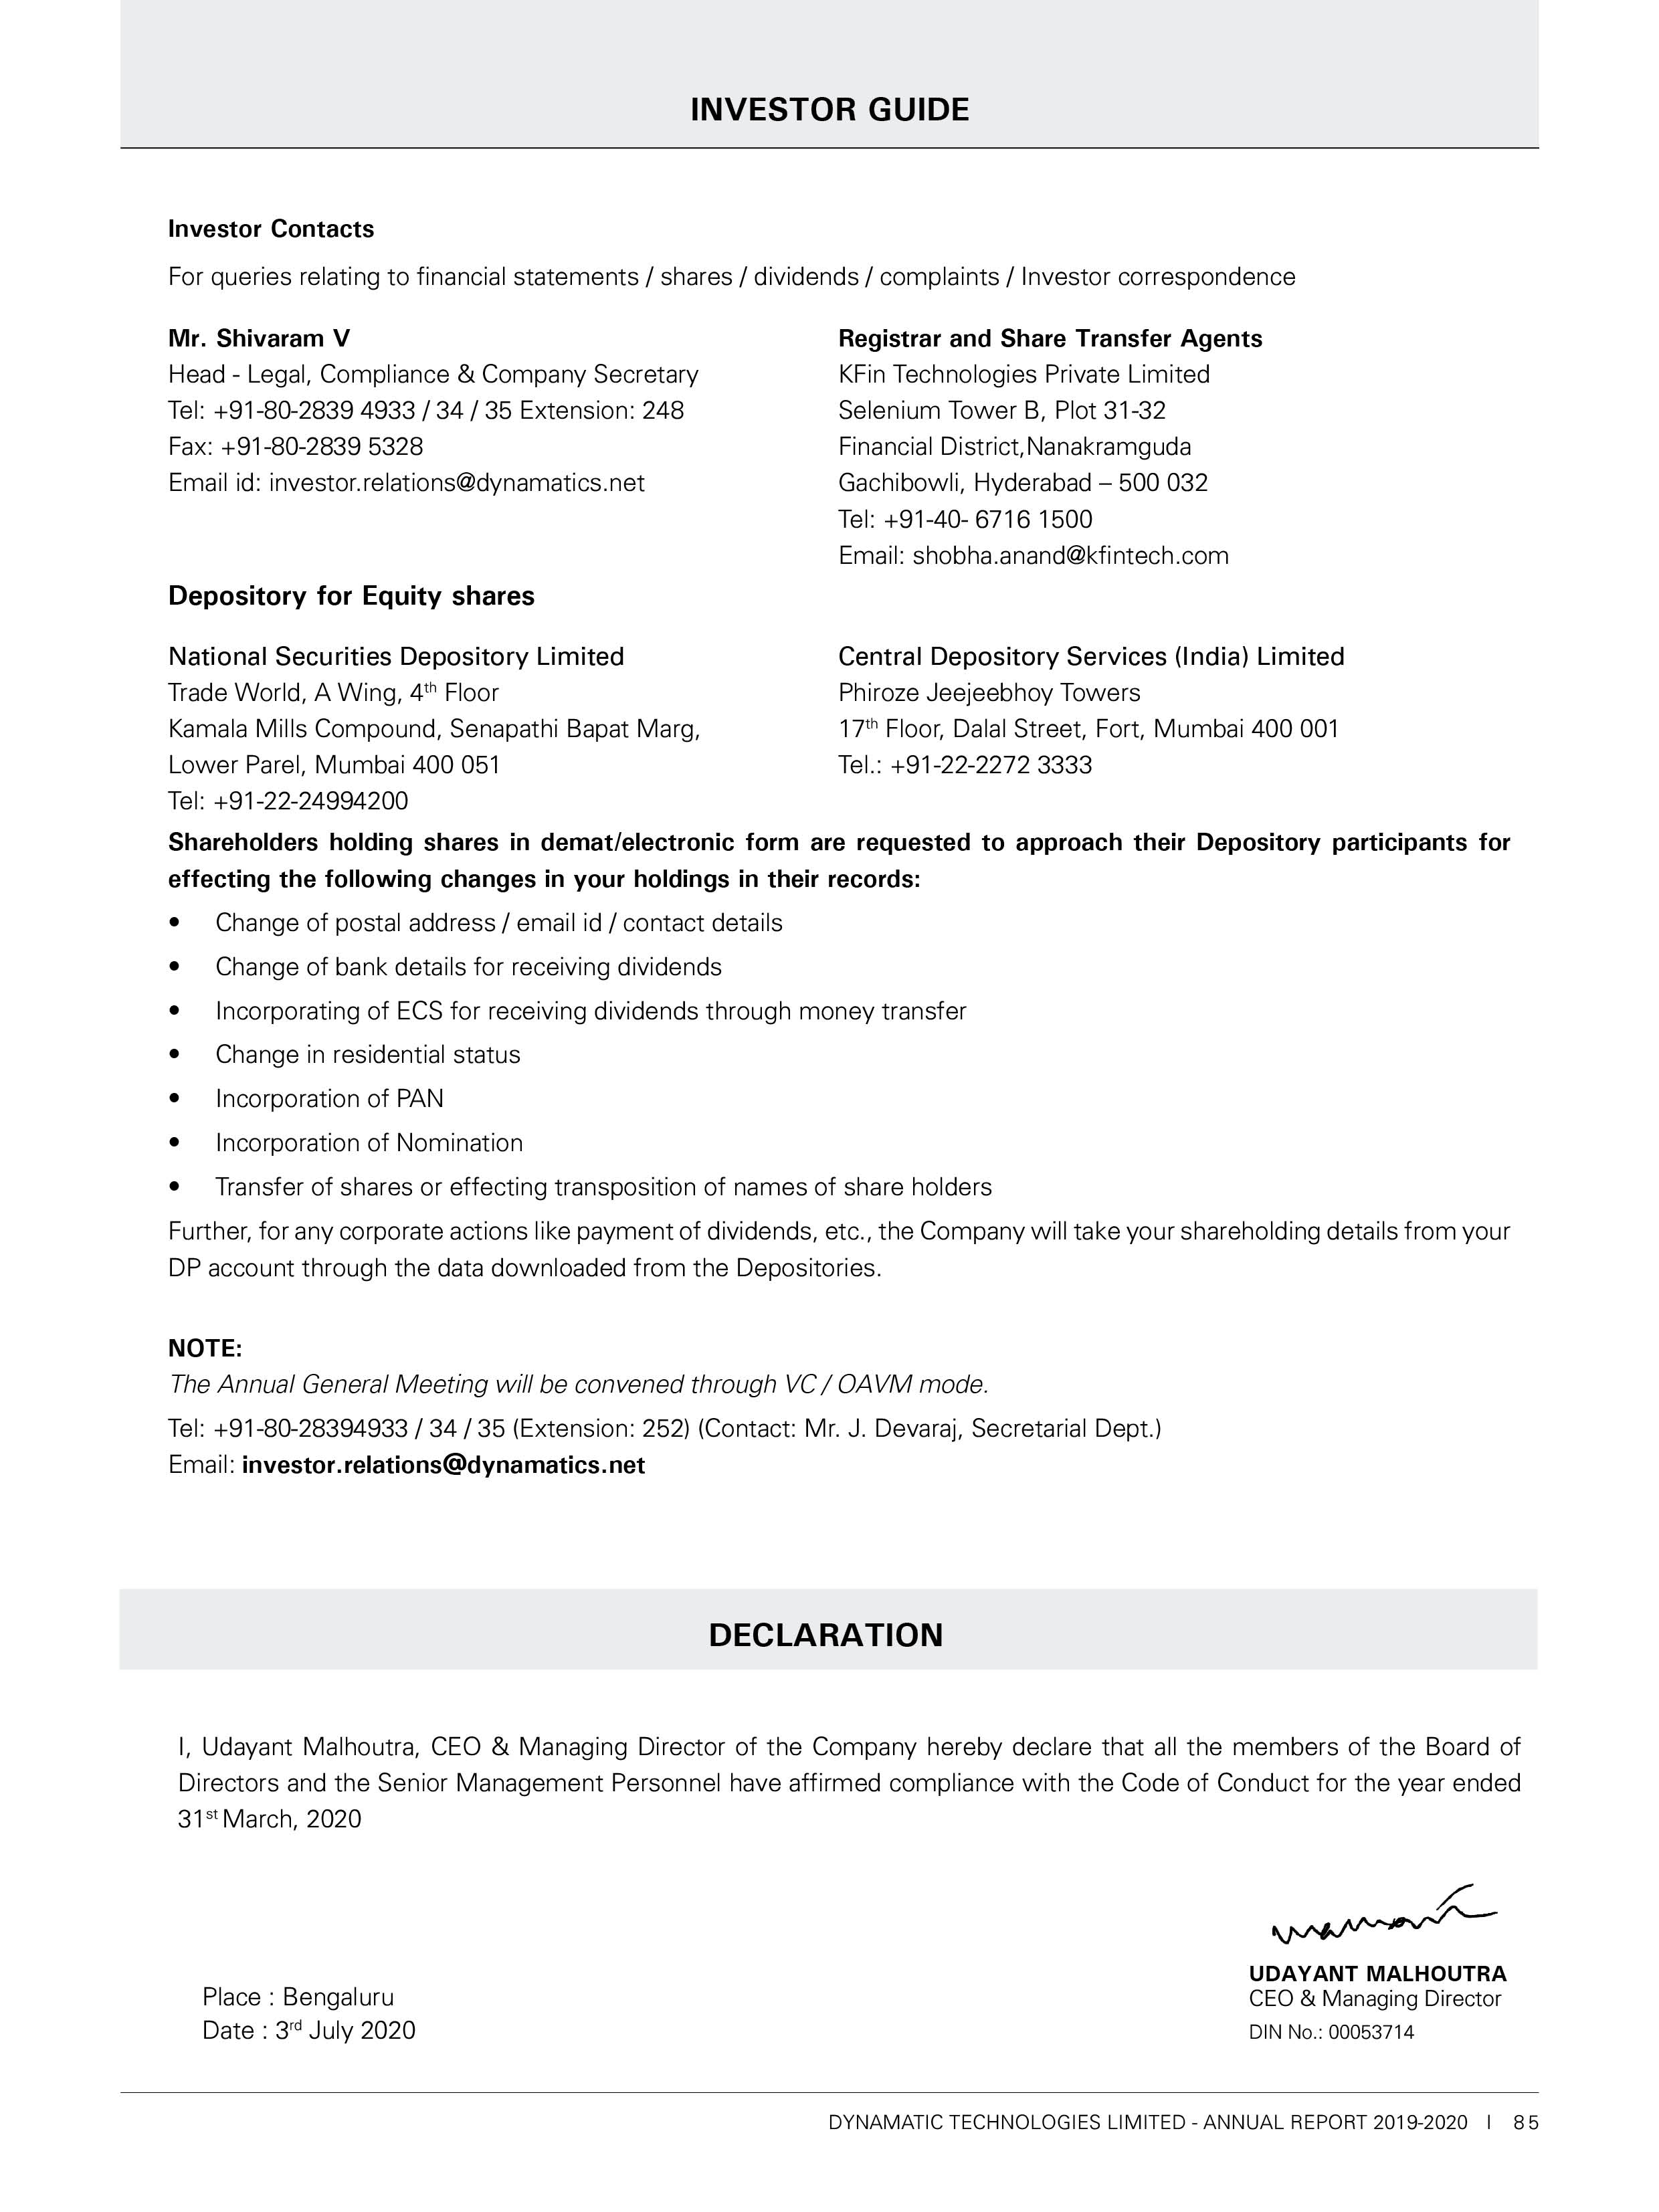 INVESTOR GUIDE
Investor Contacts
For queries relating to financial statements / shares / dividends / complaints / Investor correspondence
Mr. Shivaram V
Head - Legal, Compliance & Company Secretary
Tel: +91-80-2839 4933 / 34 / 35 Extension: 248
Fax: +91-80-2839 5328
Email id: investor.relations@dynamatics.net
Registrar and Share Transfer Agents
KFin Technologies Private Limited
Selenium Tower B, Plot 31-32
Financial District,Nanakramguda
Gachibowli, Hyderabad – 500 032
Tel: +91-40- 6716 1500
Email: shobha.anand@kfintech.com
Depository for Equity shares
National Securities Depository Limited
Trade World, A Wing, 4th Floor
Kamala Mills Compound, Senapathi Bapat Marg,
Lower Parel, Mumbai 400 051
Tel: +91-22-24994200
Central Depository Services (India) Limited
Phiroze Jeejeebhoy Towers
17th Floor, Dalal Street, Fort, Mumbai 400 001
Tel.: +91-22-2272 3333
Shareholders holding shares in demat/electronic form are requested to approach their Depository participants for
effecting the following changes in your holdings in their records:
• Change of postal address / email id / contact details
• Change of bank details for receiving dividends
• Incorporating of ECS for receiving dividends through money transfer
• Change in residential status
• Incorporation of PAN
• Incorporation of Nomination
• Transfer of shares or effecting transposition of names of share holders
Further, for any corporate actions like payment of dividends, etc., the Company will take your shareholding details from your
DP account through the data downloaded from the Depositories.
NOTE:
The Annual General Meeting will be convened through VC / OAVM mode.
Tel: +91-80-28394933 / 34 / 35 (Extension: 252) (Contact: Mr. J. Devaraj, Secretarial Dept.)
Email: investor.relations@dynamatics.net
DECLARATION
I, Udayant Malhoutra, CEO & Managing Director of the Company hereby declare that all the members of the Board of
Directors and the Senior Management Personnel have affirmed compliance with the Code of Conduct for the year ended
31st March, 2020
Place : Bengaluru
Date : 3rd July 2020
UDAYANT MALHOUTRA
CEO & Managing Director
DIN No.: 00053714
DYNAMATIC TECHNOLOGIES LIMITED - ANNUAL REPORT 2019-2020 I 85